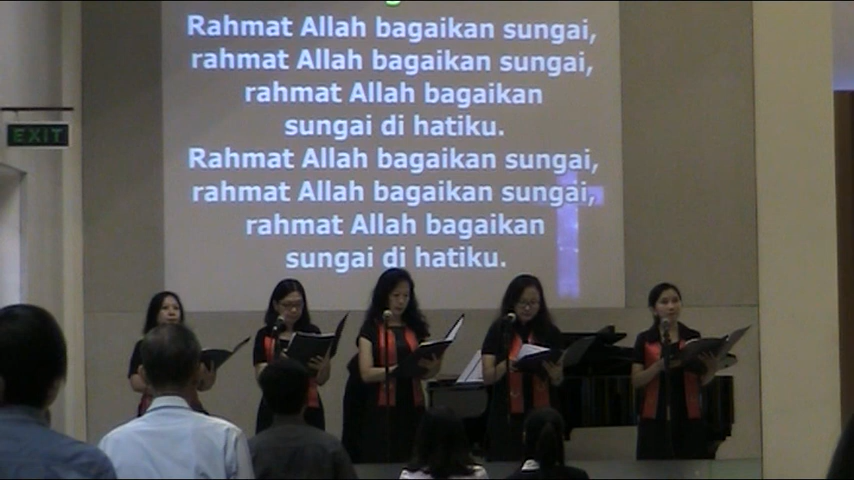 Rahmat Allah bagaikan sungai,
rahmat Allah bagaikan sungai,
rahmat Allah bagaikan
sungai di hatiku.
Rahmat Allah bagaikan sungai,
rahmat Allah bagaikan sungai,
rahmat Allah bagaikan
sungai di hatiku.
EXIT